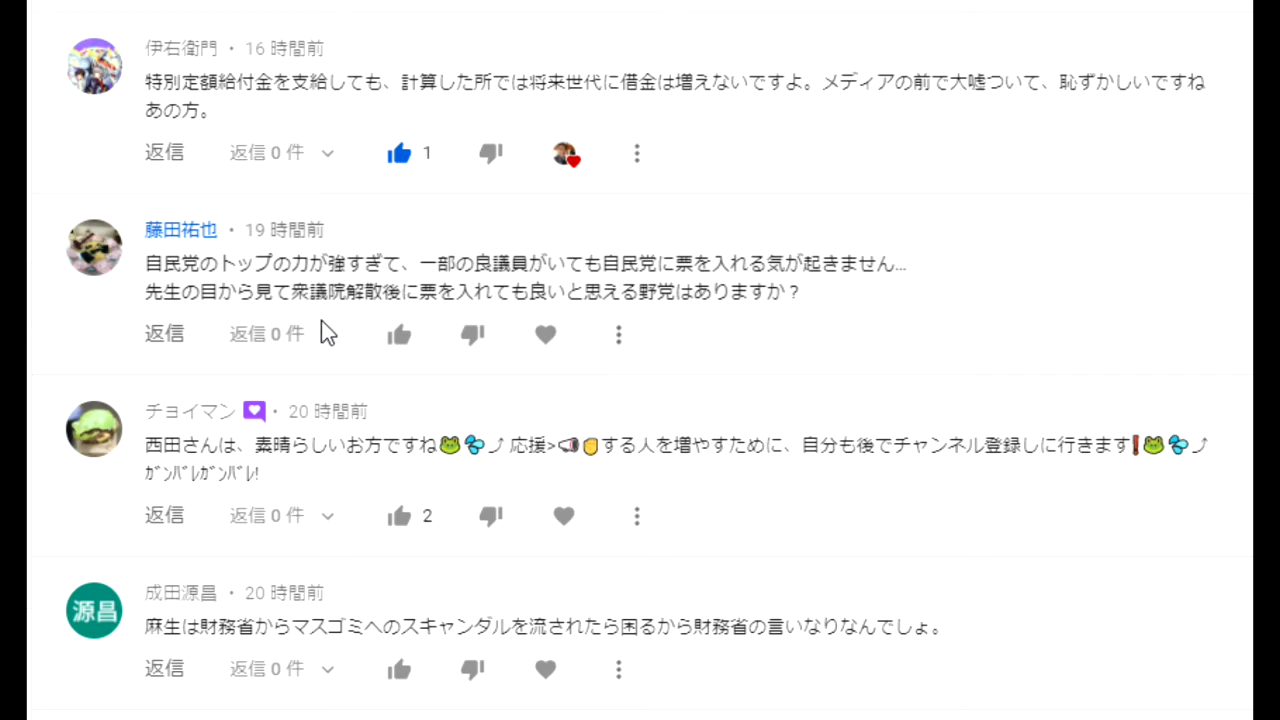 伊右衛門 • 16 時間前
特別定額給付金を支給しても、計算した所では将来世代に借金は増えないですよ。メディアの前で大嘘ついて、恥ずかしいですね
あの方。
返信 返信 0 件 1
藤田祐也 • 19 時間前
自民党のトップの力が強すぎて、一部の良議員がいても自民党に票を入れる気が起きません...
先生の目から見て衆議院解散後に票を入れても良いと思える野党はありますか？
返信 返信 0 件
チョイマン • 20 時間前
西田さんは、素晴らしいお方ですね🐸💨⤴ 応援>📣✊する人を増やすために、自分も後でチャンネル登録しに行きます❗🐸💨⤴
ｶﾞﾝﾊﾞﾚｶﾞﾝﾊﾞﾚ!
返信 返信 0 件 2
源昌
成田源昌 • 20 時間前
麻生は財務省からマスゴミへのスキャンダルを流されたら困るから財務省の言いなりなんでしょ。
返信 返信 0 件